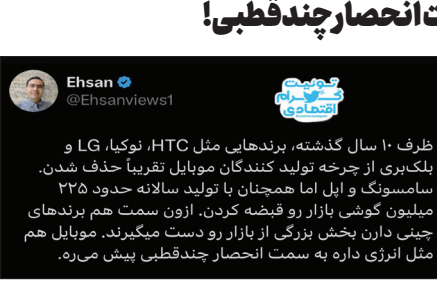 ت‌انحصارچندقطبی!
Ehsan
@Ehsanviews1
توئیت
گرام
اقتصادی
ظرف ۱۰ سال گذشته، برندهایی مثل HTC، نوکیا، LG و
بلک‌بری از چرخه تولید کنندگان موبایل تقریباً حذف شدن.
سامسونگ و اپل اما همچنان با تولید سالانه حدود ۲۲۵
میلیون گوشی بازار رو قبضه کردن. ازون سمت هم برندهای
چینی دارن بخش بزرگی از بازار رو دست میگیرند. موبایل هم
مثل انرژی داره به سمت انحصار چندقطبی پیش می‌ره.